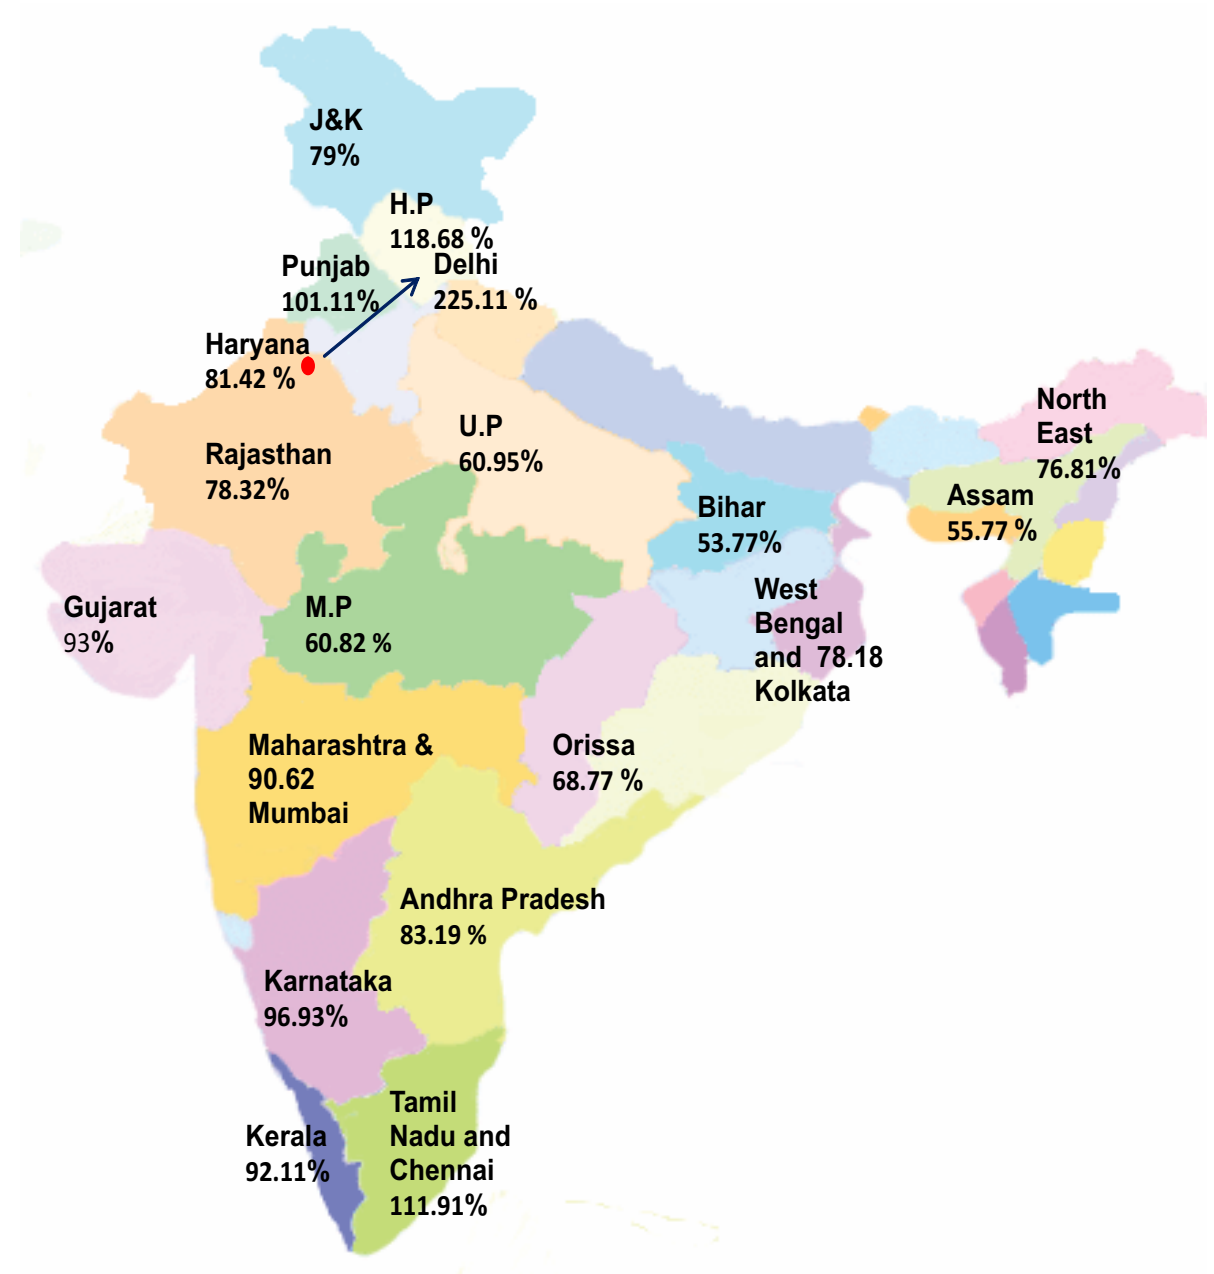 J&K
79%
H.P
118.68 %
Punjab
101.11%
Delhi
225.11 %
Haryana
81.42 %
Rajasthan
78.32%
U.P
60.95%
North
East
76.81%
Assam
55.77 %
Bihar
53.77%
Gujarat
93%
M.P
60.82 %
West
Bengal
and 78.18
Kolkata
Maharashtra &
90.62
Mumbai
Orissa
68.77 %
Andhra Pradesh
83.19 %
Karnataka
96.93%
Kerala
92.11%
Tamil
Nadu and
Chennai
111.91%